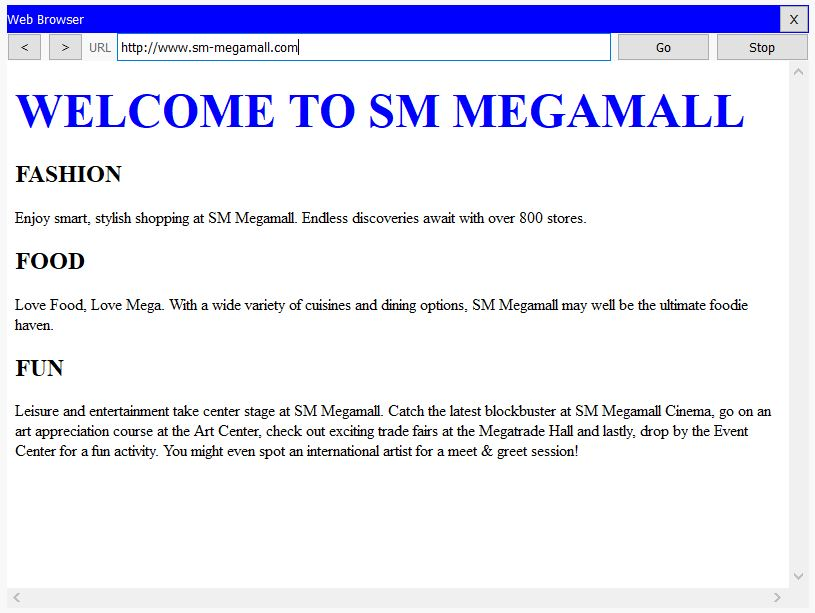 Web Browser X
< > URL http://www.sm-megamall.com Go Stop
WELCOME TO SM MEGAMALL
FASHION
Enjoy smart, stylish shopping at SM Megamall. Endless discoveries await with over 800 stores.
FOOD
Love Food, Love Mega. With a wide variety of cuisines and dining options, SM Megamall may well be the ultimate foodie
haven.
FUN
Leisure and entertainment take center stage at SM Megamall. Catch the latest blockbuster at SM Megamall Cinema, go on an
art appreciation course at the Art Center, check out exciting trade fairs at the Megatrade Hall and lastly, drop by the Event
Center for a fun activity. You might even spot an international artist for a meet & greet session!